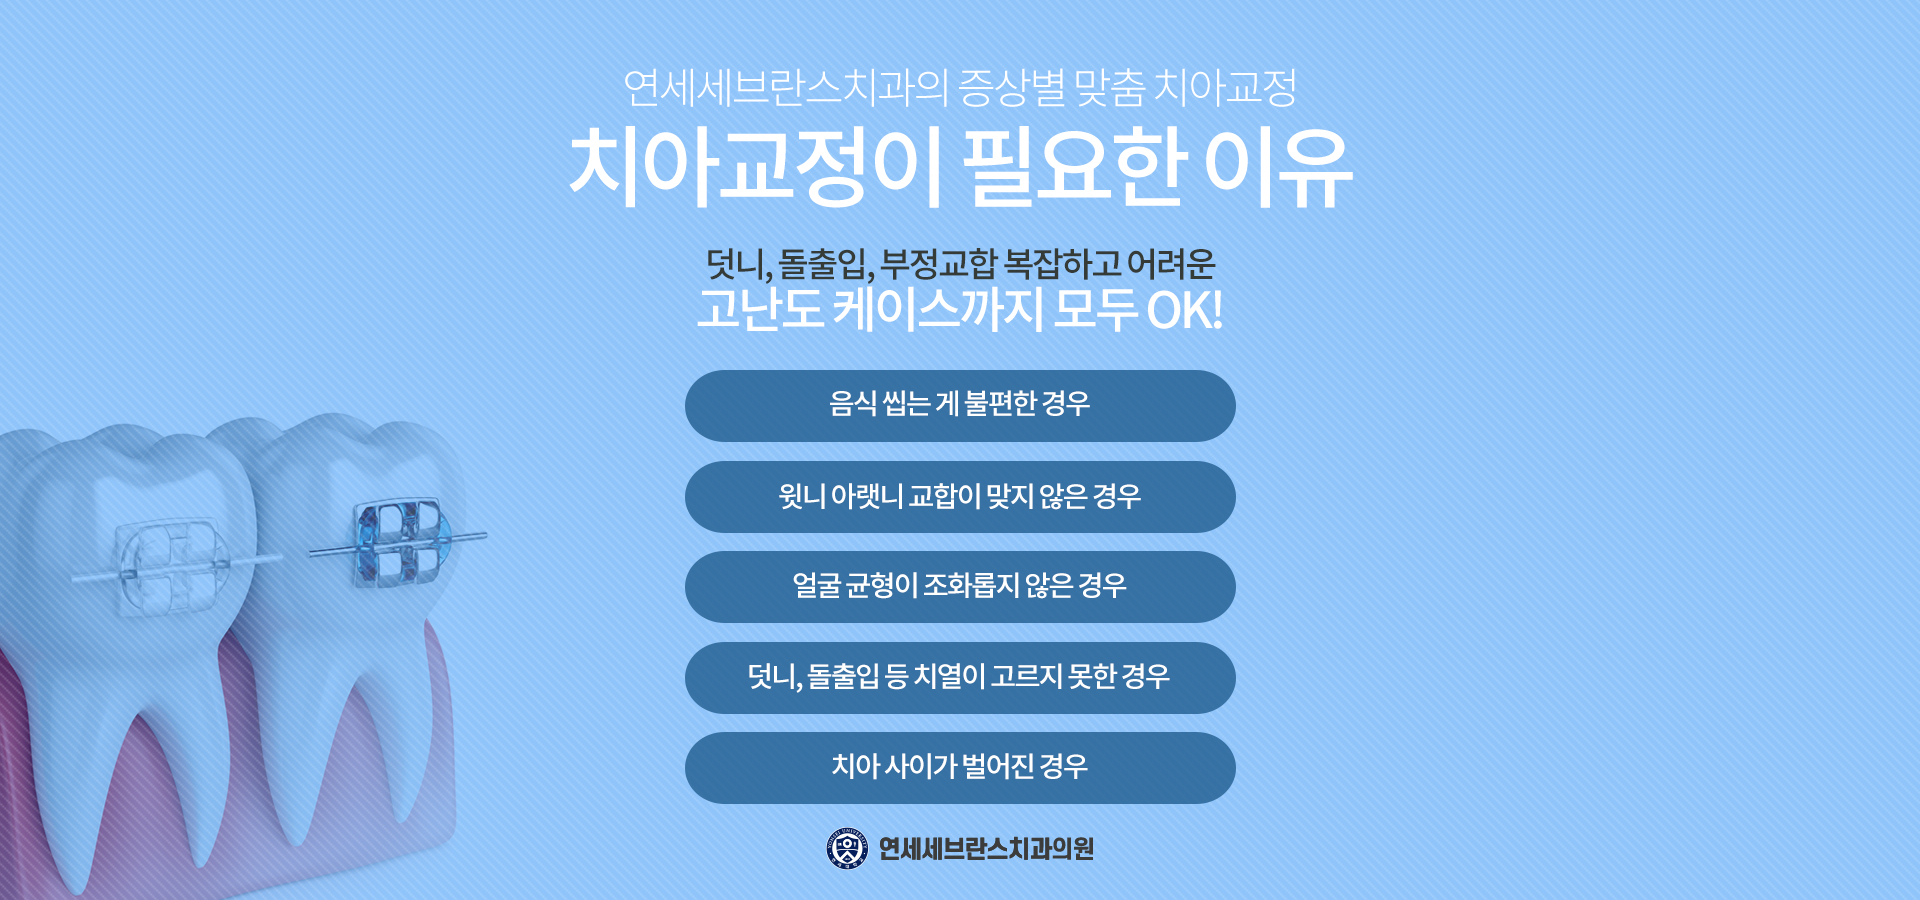 연세세브란스치과의 증상별 맞춤 치아교정
치아교정이 필요한 이유
덧니, 돌출입, 부정교합 복잡하고 어려운
고난도 케이스까지 모두 OK!
음식 씹는 게 불편한 경우
윗니 아랫니 교합이 맞지 않은 경우
얼굴 균형이 조화롭지 않은 경우
덧니, 돌출입 등 치열이 고르지 못한 경우
치아 사이가 벌어진 경우
연세세브란스치과의원